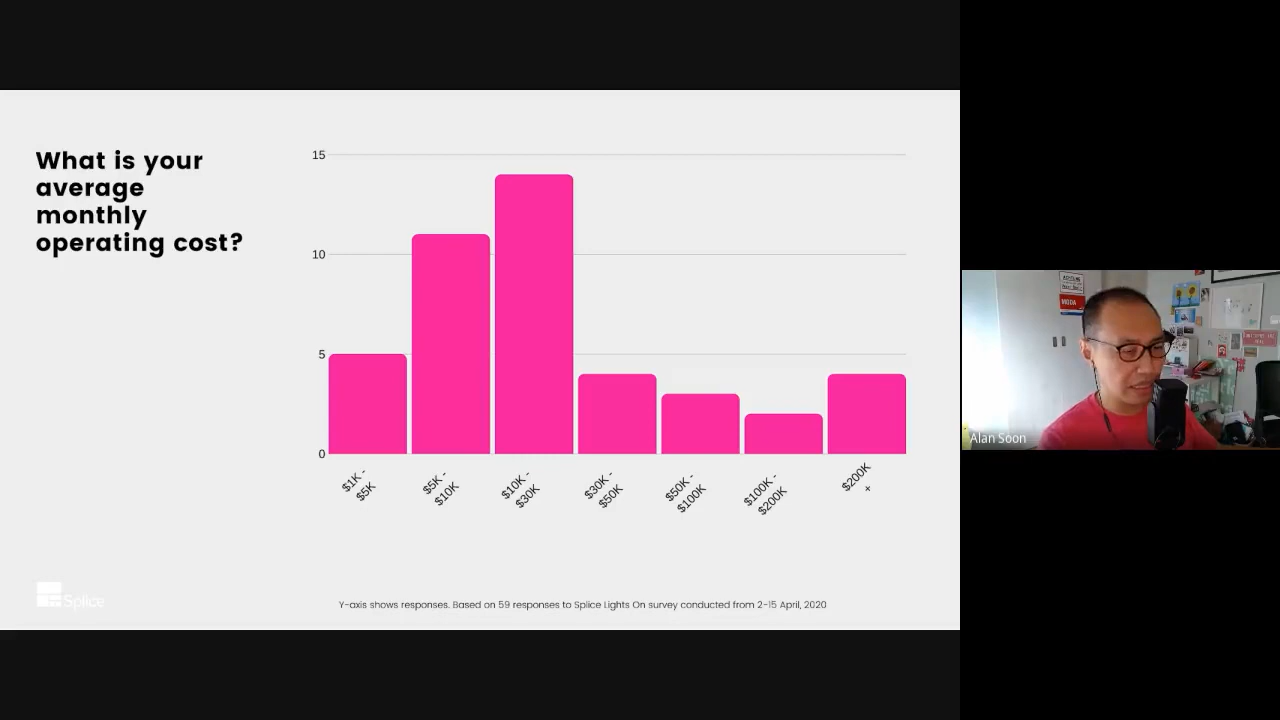 What is your
average
monthly
operating cost?
15
10
5
0
$1K -
$5K
$5K -
$10K
$10K -
$30K
$30K -
$50K
$50K -
$100K
$100K -
$200K
$200K
+
Splice
Y-axis shows responses. Based on 59 responses to Splice Lights On survey conducted from 2-15 April, 2020
MODA
Alan Soon